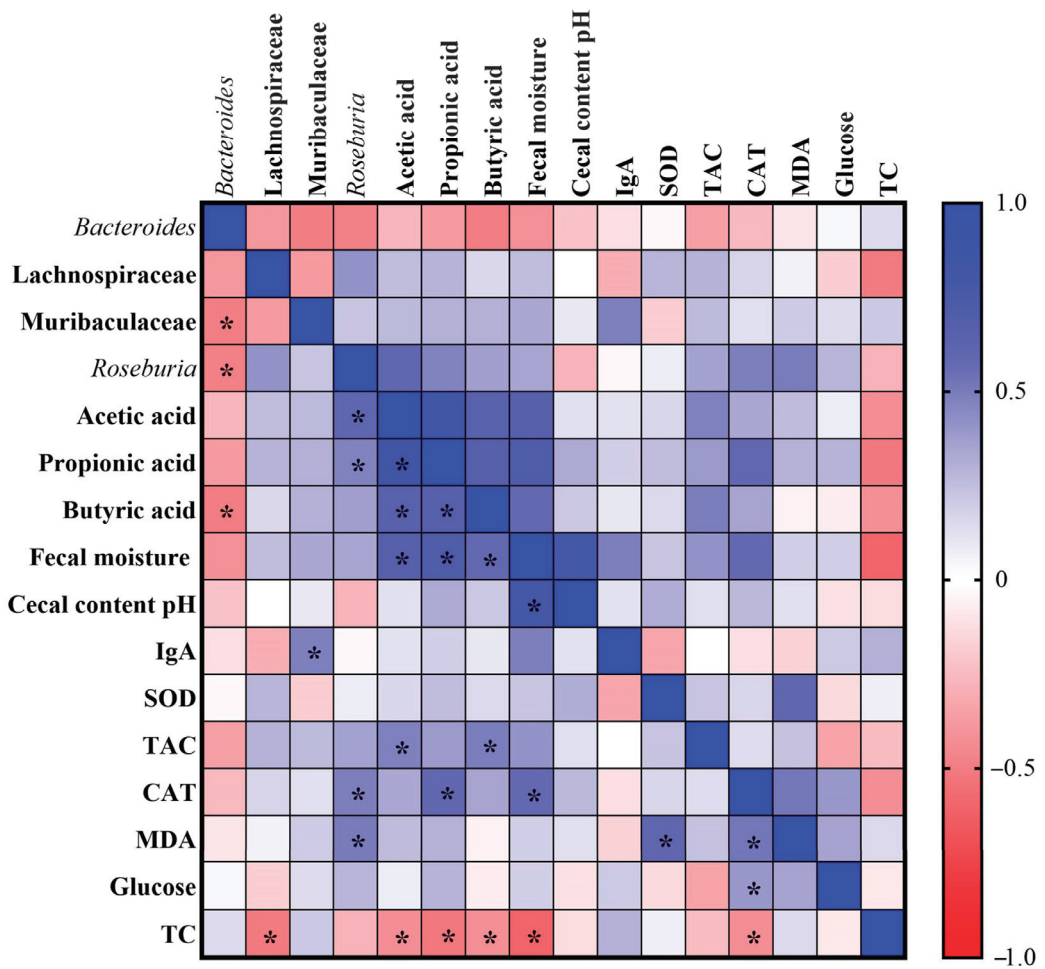 Bacteroides
Lachnospiraceae
Muribaculaceae
Roseburia
Acetic acid
Propionic acid
Butyric acid
Fecal moisture
Cecal content pH
IgA
SOD
TAC
CAT
MDA
Glucose
TC
Bacteroides
Lachnospiraceae
Muribaculaceae *
Roseburia *
Acetic acid *
Propionic acid * *
Butyric acid * * *
Fecal moisture * * *
Cecal content pH *
IgA *
SOD
TAC * *
CAT * * *
MDA * * *
Glucose *
TC * * * * * *
1.0
0.5
0
–0.5
–1.0